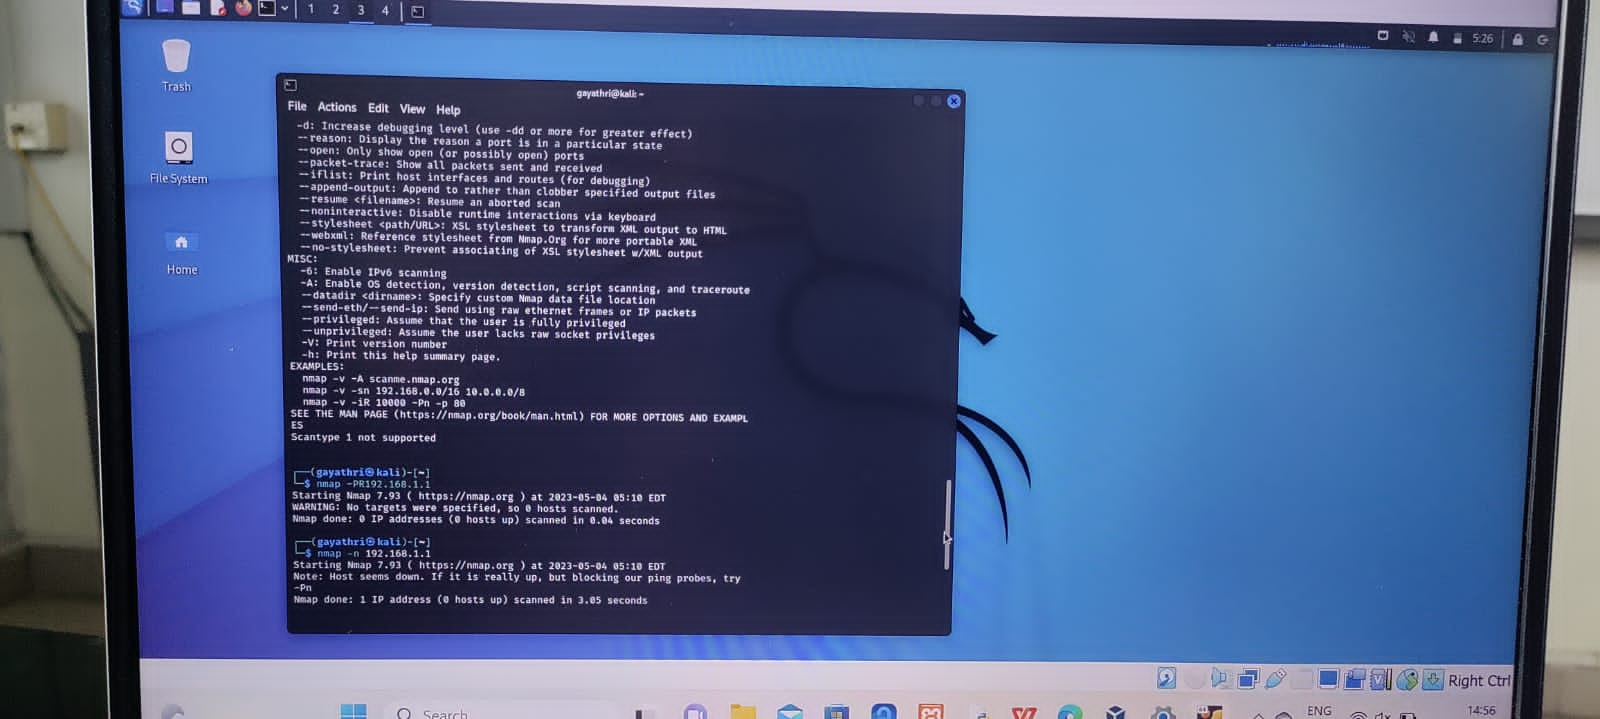 1 2 3 4
5:26
Trash
File System
Home
gayathri@kali: ~
File Actions Edit View Help
-d: Increase debugging level (use -dd or more for greater effect)
--reason: Display the reason a port is in a particular state
--open: Only show open (or possibly open) ports
--packet-trace: Show all packets sent and received
--iflist: Print host interfaces and routes (for debugging)
--append-output: Append to rather than clobber specified output files
--resume <filename>: Resume an aborted scan
--noninteractive: Disable runtime interactions via keyboard
--stylesheet <path/URL>: XSL stylesheet to transform XML output to HTML
--webxml: Reference stylesheet from Nmap.Org for more portable XML
--no-stylesheet: Prevent associating of XSL stylesheet w/XML output
MISC:
-6: Enable IPv6 scanning
-A: Enable OS detection, version detection, script scanning, and traceroute
--datadir <dirname>: Specify custom Nmap data file location
--send-eth/--send-ip: Send using raw ethernet frames or IP packets
--privileged: Assume that the user is fully privileged
--unprivileged: Assume the user lacks raw socket privileges
-V: Print version number
-h: Print this help summary page.
EXAMPLES:
nmap -v -A scanme.nmap.org
nmap -v -sn 192.168.0.0/16 10.0.0.0/8
nmap -v -iR 10000 -Pn -p 80
SEE THE MAN PAGE (https://nmap.org/book/man.html) FOR MORE OPTIONS AND EXAMPL
ES
Scantype 1 not supported
┌──(gayathri㉿kali)-[~]
└─$ nmap -PR192.168.1.1
Starting Nmap 7.93 ( https://nmap.org ) at 2023-05-04 05:10 EDT
WARNING: No targets were specified, so 0 hosts scanned.
Nmap done: 0 IP addresses (0 hosts up) scanned in 0.04 seconds
┌──(gayathri㉿kali)-[~]
└─$ nmap -n 192.168.1.1
Starting Nmap 7.93 ( https://nmap.org ) at 2023-05-04 05:10 EDT
Note: Host seems down. If it is really up, but blocking our ping probes, try
-Pn
Nmap done: 1 IP address (0 hosts up) scanned in 3.05 seconds
Right Ctrl
Search
ENG
14:56